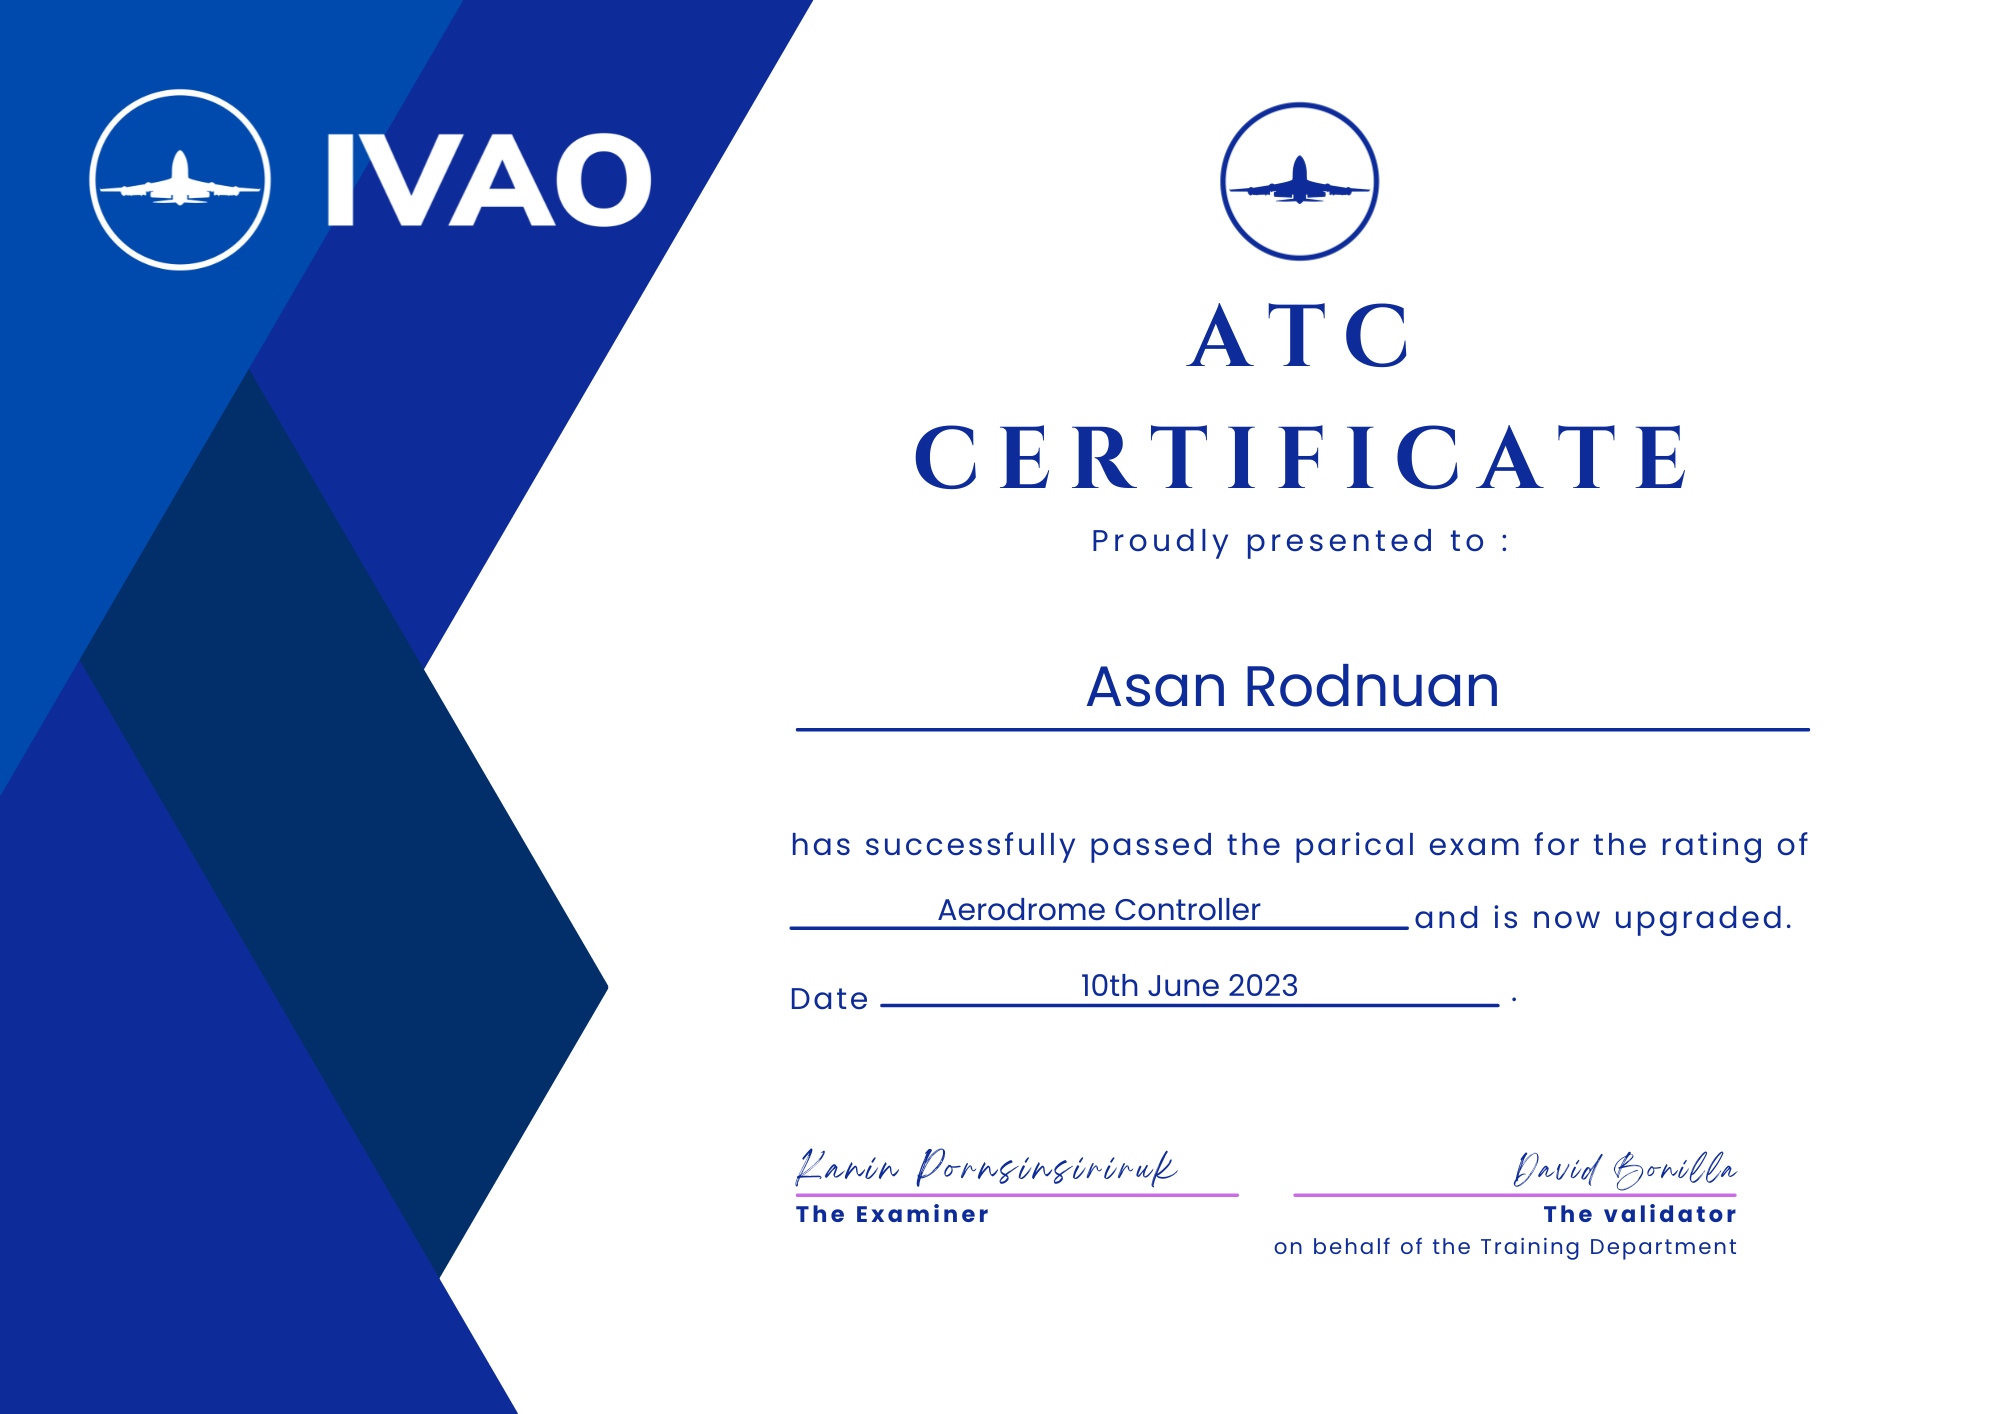 IVAO
ATC
CERTIFICATE
Proudly presented to :
Asan Rodnuan
has successfully passed the parical exam for the rating of
Aerodrome Controller and is now upgraded.
Date 10th June 2023 .
Kanin Pornsinsiriruk
The Examiner
David Bonilla
The validator
on behalf of the Training Department